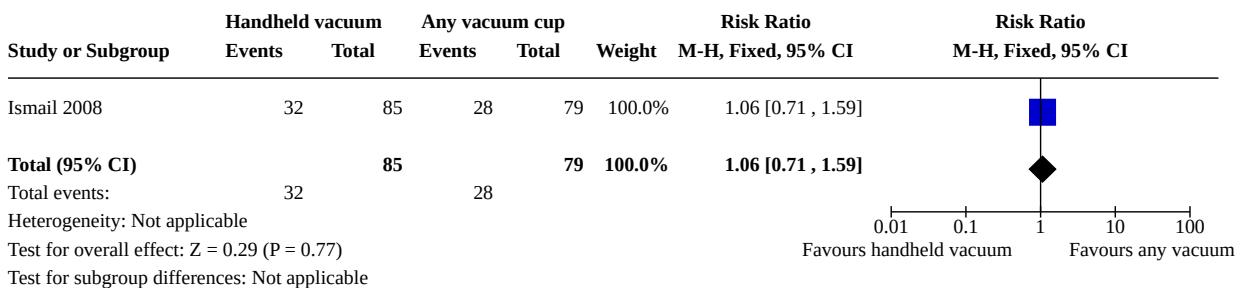 Handheld vacuum Any vacuum cup Risk Ratio Risk Ratio
Study or Subgroup Events Total Events Total Weight M-H, Fixed, 95% CI M-H, Fixed, 95% CI
Ismail 2008 32 85 28 79 100.0% 1.06 [0.71 , 1.59]
Total (95% CI) 85 79 100.0% 1.06 [0.71 , 1.59]
Total events: 32 28
Heterogeneity: Not applicable
0.01 0.1 1 10 100
Test for overall effect: Z = 0.29 (P = 0.77) Favours handheld vacuum Favours any vacuum
Test for subgroup differences: Not applicable